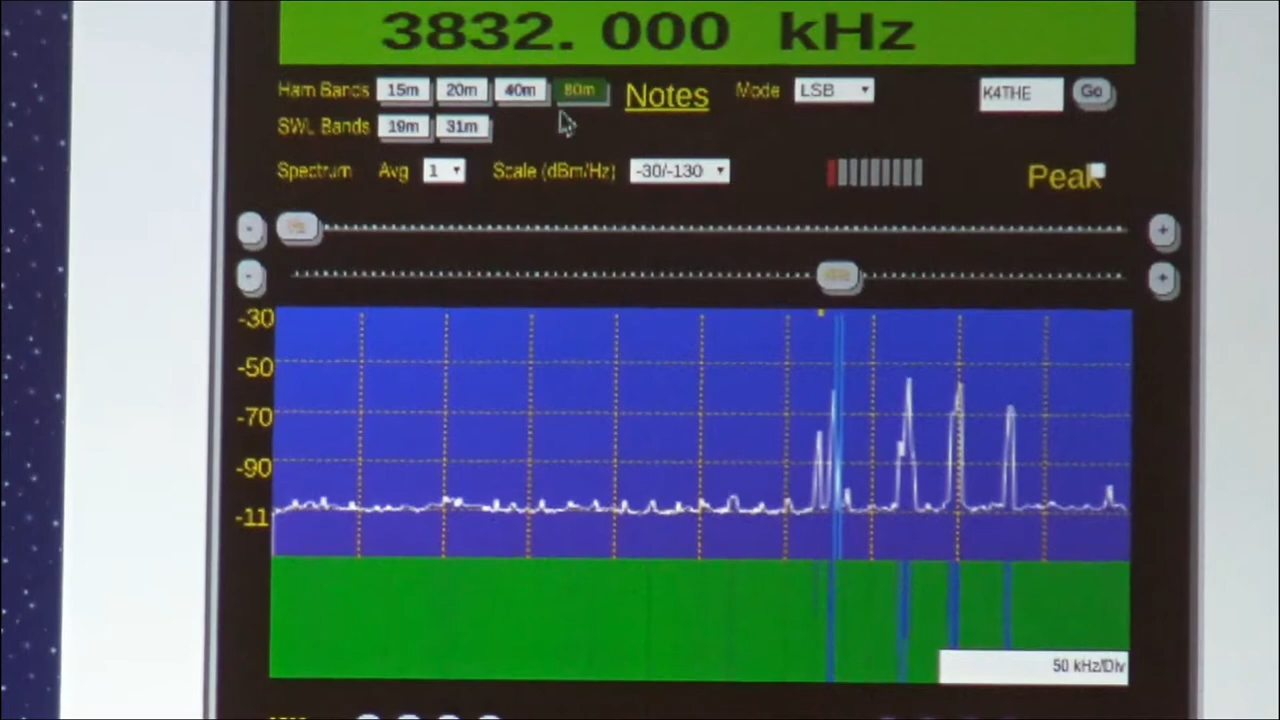 3832. 000 kHz
Ham Bands 15m 20m 40m 80m Notes Mode LSB K4THE Go
SWL Bands 19m 31m
Spectrum Avg 1 Scale (dBm/Hz) -30/-130 Peak
- +
- +
-30
-50
-70
-90
-11
50 kHz/Div